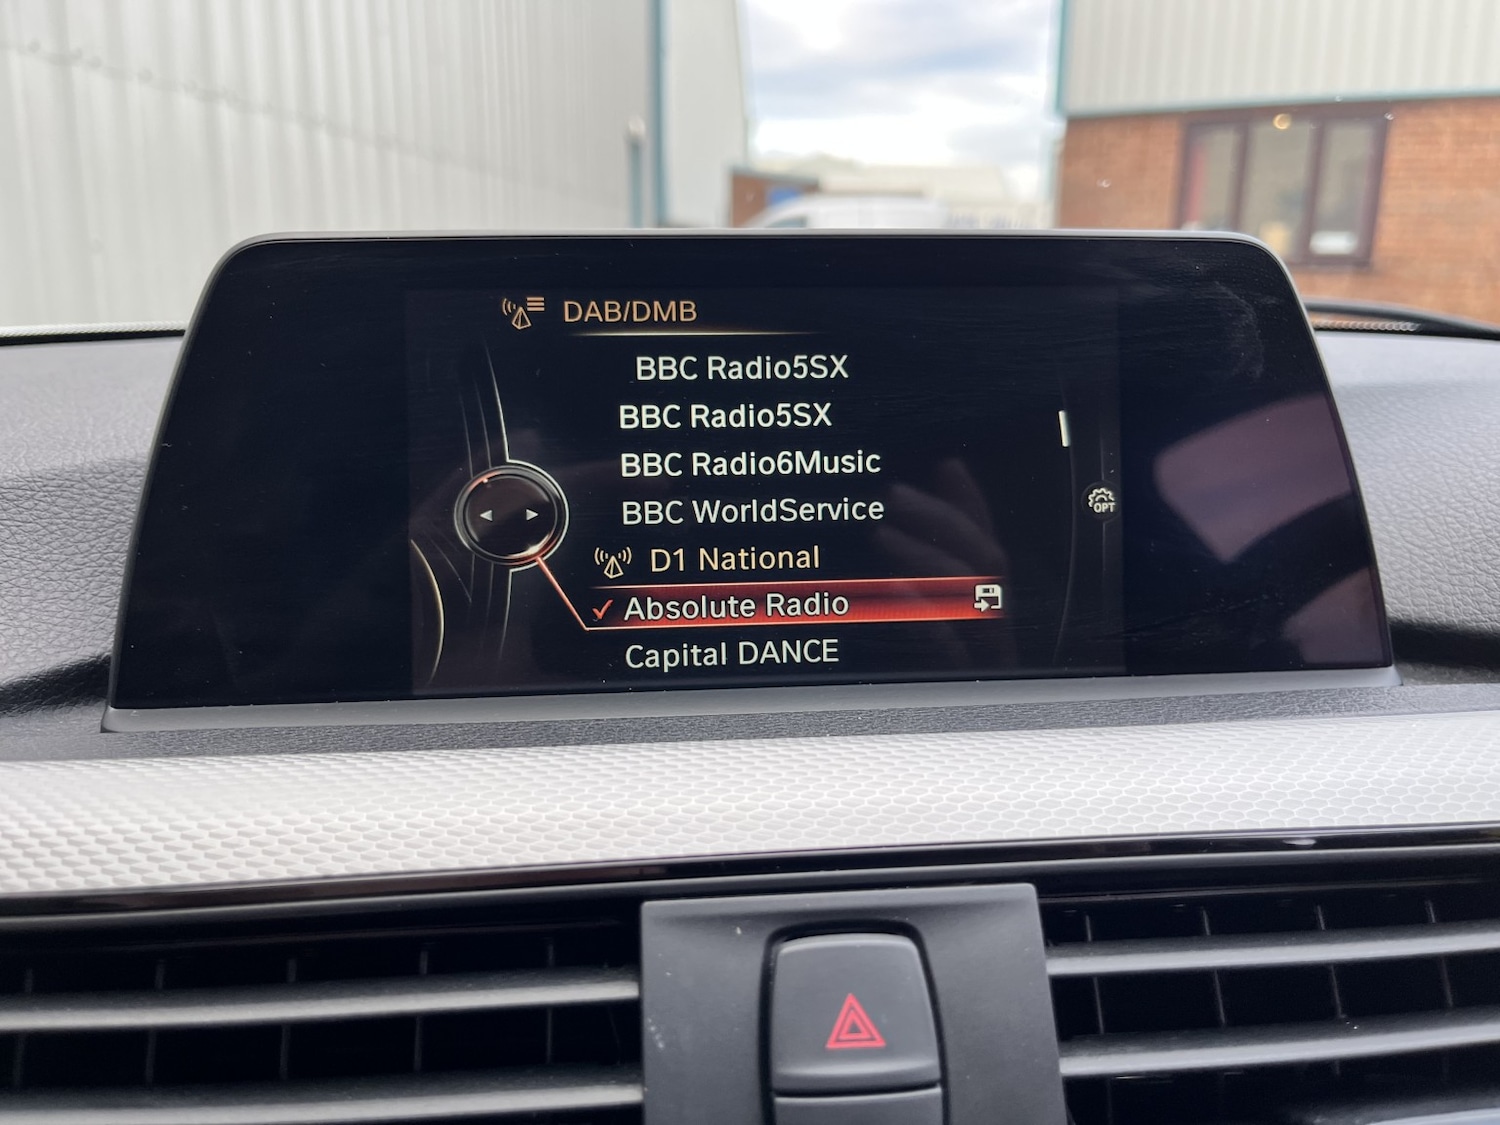 DAB/DMB
BBC Radio5SX
BBC Radio5SX
BBC Radio6Music
BBC WorldService
OPT
D1 National
Absolute Radio
Capital DANCE